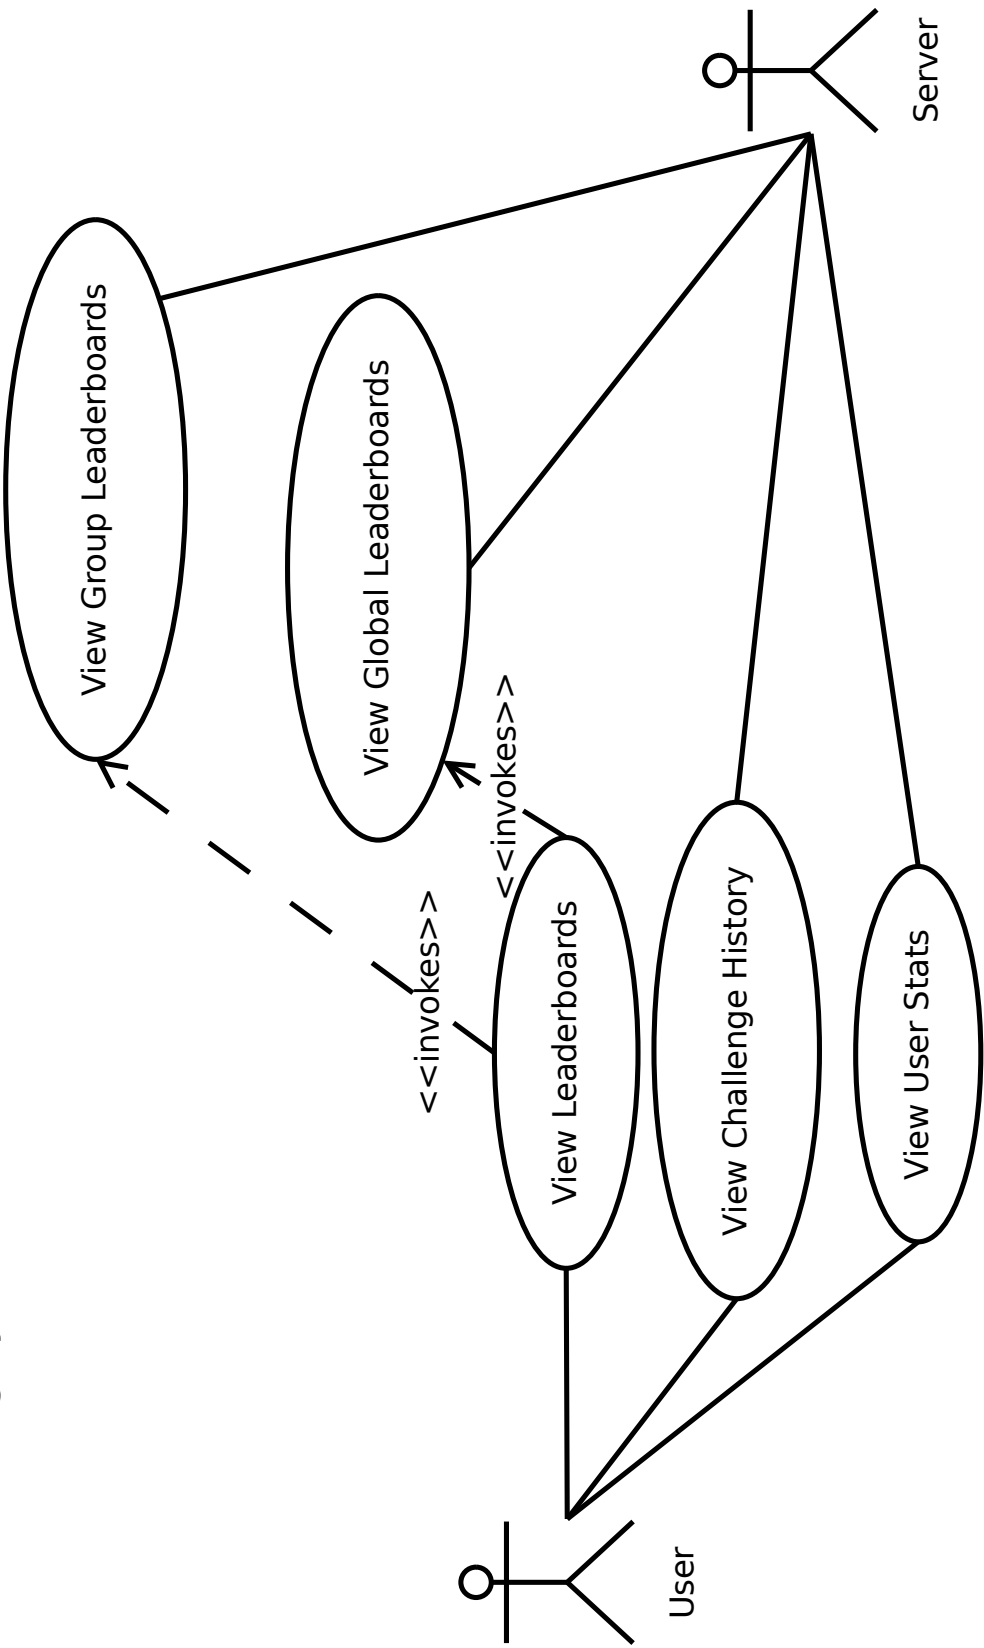 View Group Leaderboards
View Global Leaderboards
<<invokes>>
<<invokes>>
View Leaderboards
View Challenge History
View User Stats
User
Server